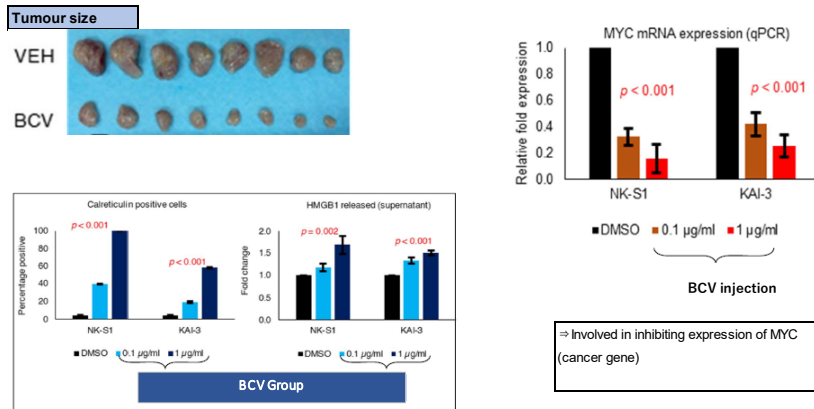 Tumour size
VEH
BCV
MYC mRNA expression (qPCR)
Relative fold expression
1.0
0.8
0.6
0.4
0.2
0.0
p < 0.001
p < 0.001
NK-S1
KAI-3
DMSO
0.1 µg/ml
1 µg/ml
BCV injection
⇒Involved in inhibiting expression of MYC
(cancer gene)
Calreticulin positive cells
Percentage positive
100
80
60
40
20
0
p < 0.001
p < 0.001
NK-S1
KAI-3
DMSO
0.1 µg/ml
1 µg/ml
HMGB1 released (supernatant)
Fold change
2.0
1.5
1.0
0.5
0.0
p = 0.002
p < 0.001
NK-S1
KAI-3
DMSO
0.1 µg/ml
1 µg/ml
BCV Group